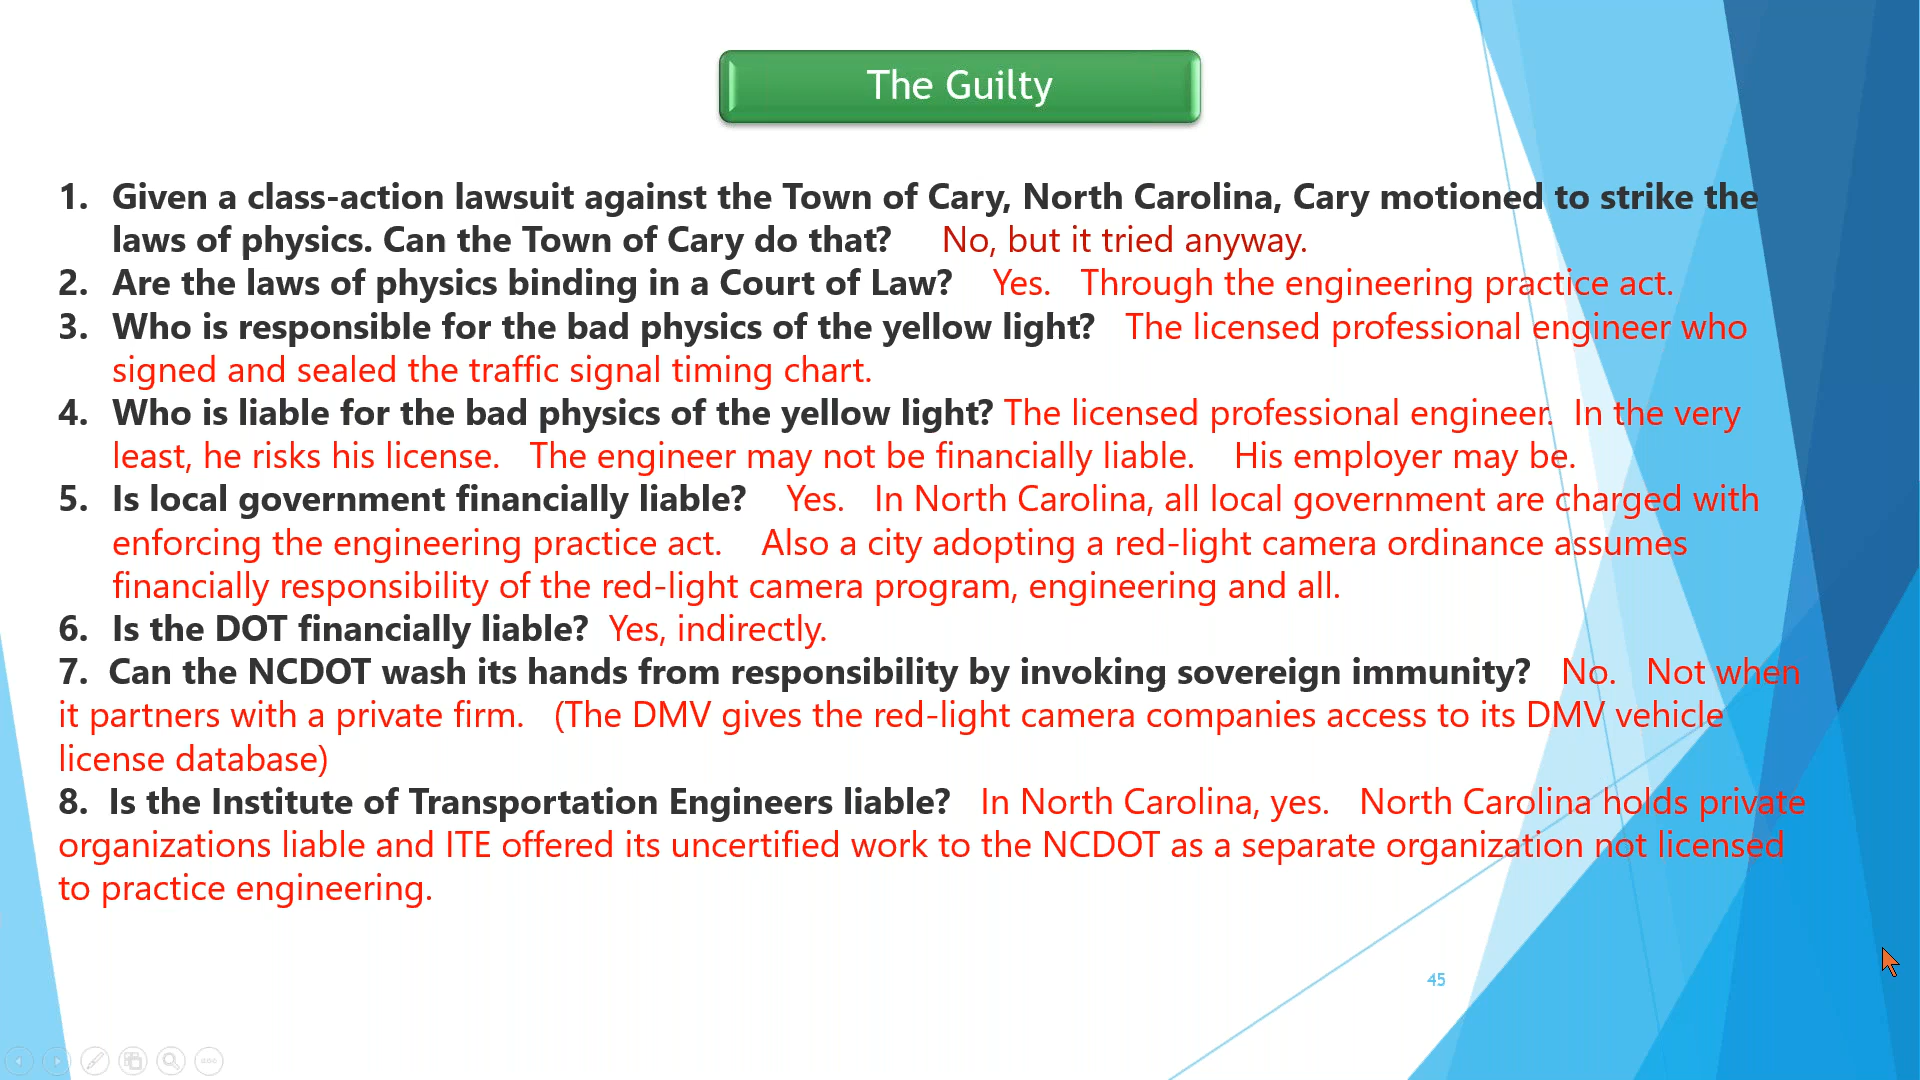 The Guilty
1. Given a class-action lawsuit against the Town of Cary, North Carolina, Cary motioned to strike the
laws of physics. Can the Town of Cary do that? No, but it tried anyway.
2. Are the laws of physics binding in a Court of Law? Yes. Through the engineering practice act.
3. Who is responsible for the bad physics of the yellow light? The licensed professional engineer who
signed and sealed the traffic signal timing chart.
4. Who is liable for the bad physics of the yellow light? The licensed professional engineer. In the very
least, he risks his license. The engineer may not be financially liable. His employer may be.
5. Is local government financially liable? Yes. In North Carolina, all local government are charged with
enforcing the engineering practice act. Also a city adopting a red-light camera ordinance assumes
financially responsibility of the red-light camera program, engineering and all.
6. Is the DOT financially liable? Yes, indirectly.
7. Can the NCDOT wash its hands from responsibility by invoking sovereign immunity? No. Not when
it partners with a private firm. (The DMV gives the red-light camera companies access to its DMV vehicle
license database)
8. Is the Institute of Transportation Engineers liable? In North Carolina, yes. North Carolina holds private
organizations liable and ITE offered its uncertified work to the NCDOT as a separate organization not licensed
to practice engineering.
45